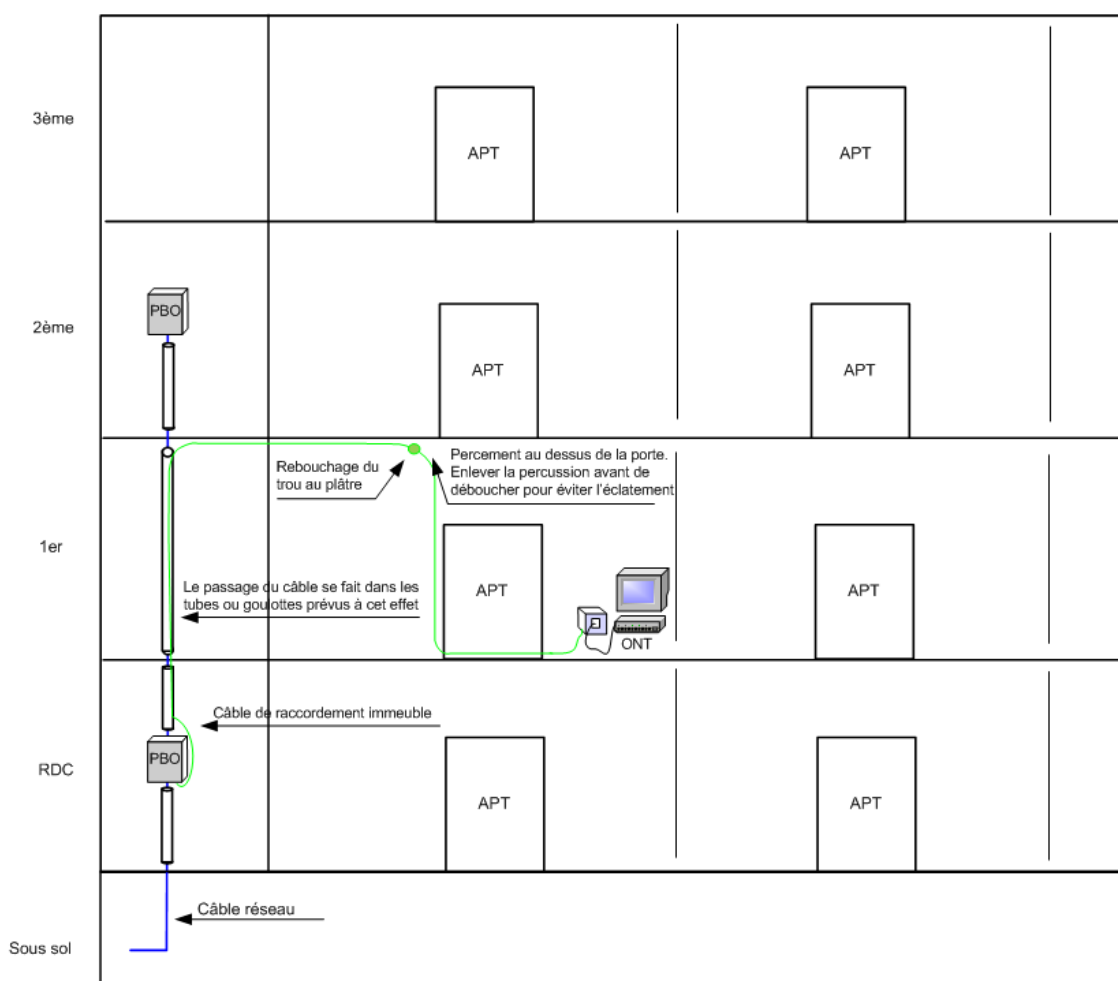 3ème
APT
APT
2ème
PBO
APT
APT
Rebouchage du
trou au plâtre
Percement au dessus de la porte.
Enlever la percussion avant de
déboucher pour éviter l'éclatement
1er
Le passage du câble se fait dans les
tubes ou goulottes prévus à cet effet
APT
ONT
APT
Câble de raccordement immeuble
RDC
PBO
APT
APT
Câble réseau
Sous sol